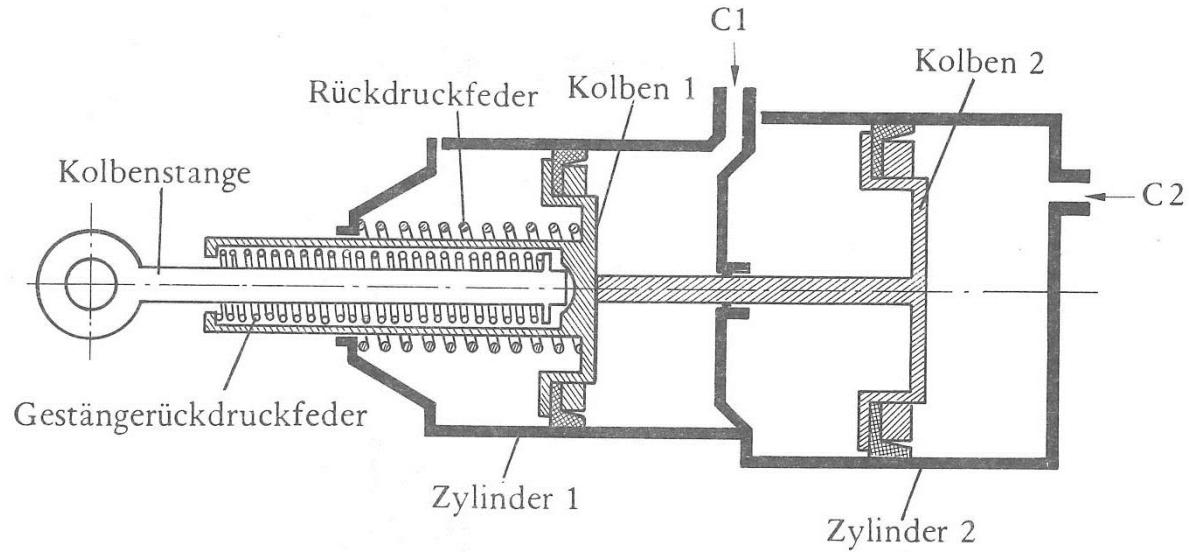 C1
Kolben 2
Rückdruckfeder
Kolben 1
Kolbenstange
C2
Gestängerückdruckfeder
Zylinder 1
Zylinder 2